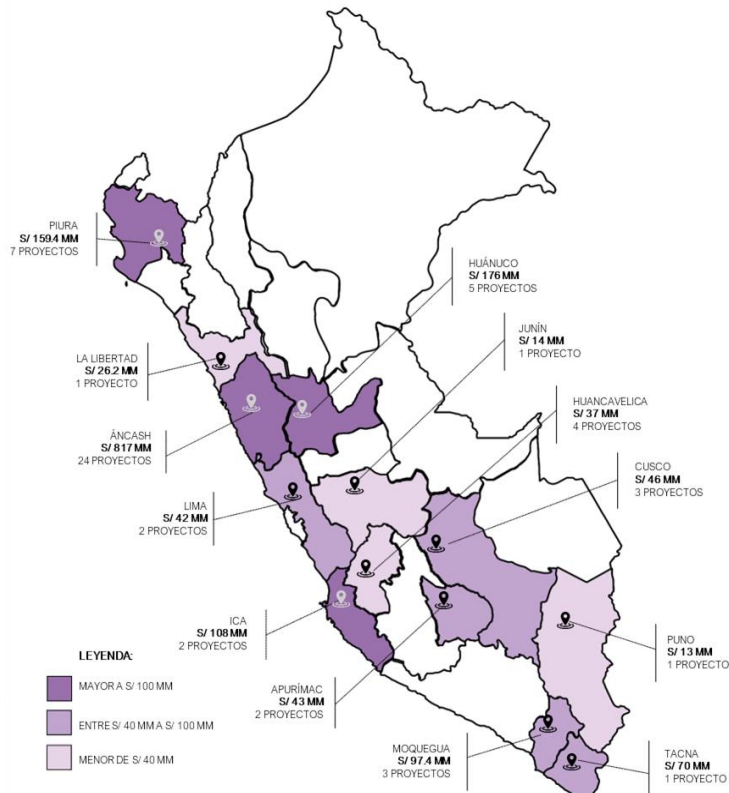 PIURA
S/ 159.4 MM
7 PROYECTOS
HUÁNUCO
S/ 176 MM
5 PROYECTOS
JUNÍN
S/ 14 MM
1 PROYECTO
LA LIBERTAD
S/ 26.2 MM
1 PROYECTO
HUANCAVELICA
S/ 37 MM
4 PROYECTOS
ÁNCASH
S/ 817 MM
24 PROYECTOS
CUSCO
S/ 46 MM
3 PROYECTOS
LIMA
S/ 42 MM
2 PROYECTOS
ICA
S/ 108 MM
2 PROYECTOS
PUNO
S/ 13 MM
1 PROYECTO
LEYENDA:
MAYOR A S/ 100 MM
ENTRE S/ 40 MM A S/ 100 MM
MENOR DE S/ 40 MM
APURÍMAC
S/ 43 MM
2 PROYECTOS
MOQUEGUA
S/ 97.4 MM
3 PROYECTOS
TACNA
S/ 70 MM
1 PROYECTO